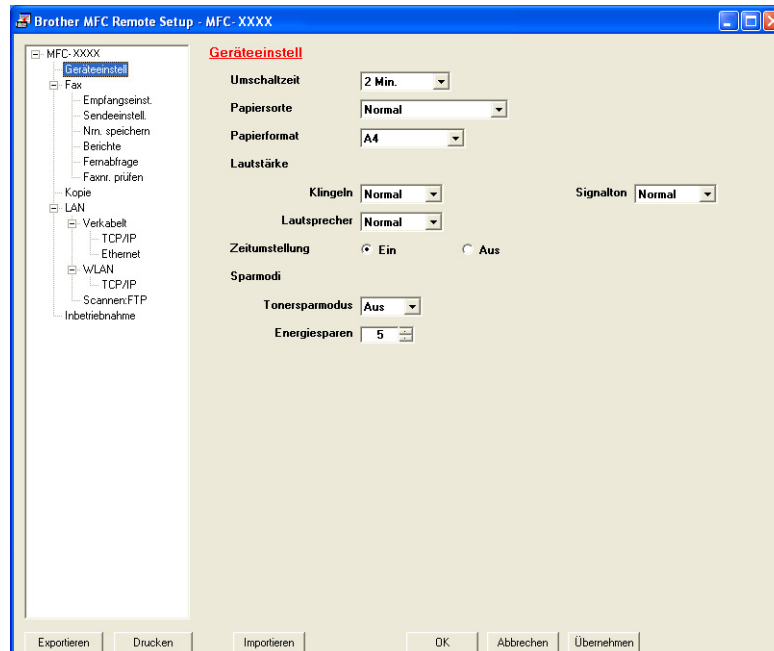 Brother MFC Remote Setup - MFC-XXXX
MFC-XXXX
Geräteeinstell
Fax
Empfangseinst.
Sendeeinstell.
Nrn. speichern
Berichte
Fernabfrage
Faxnr. prüfen
Kopie
LAN
Verkabelt
TCP/IP
Ethernet
WLAN
TCP/IP
Scannen:FTP
Inbetriebnahme
Geräteeinstell
Umschaltzeit 2 Min.
Papiersorte Normal
Papierformat A4
Lautstärke
Klingeln Normal Signalton Normal
Lautsprecher Normal
Zeitumstellung Ein Aus
Sparmodi
Tonersparmodus Aus
Energiesparen 5
Exportieren Drucken Importieren OK Abbrechen Übernehmen